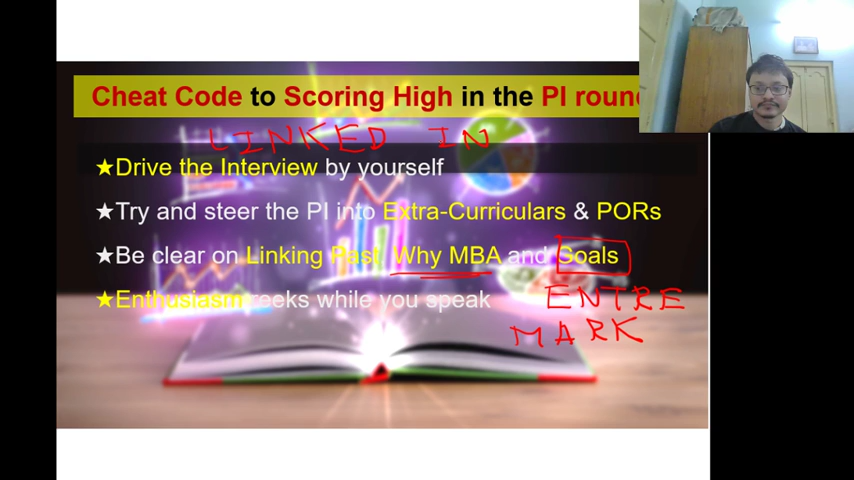 Cheat Code to Scoring High in the PI roun
LINKED IN
★Drive the Interview by yourself
★Try and steer the PI into Extra-Curriculars & PORs
★Be clear on Linking Past, Why MBA and Goals
★Enthusiasm reeks while you speak
ENTRE
MARK